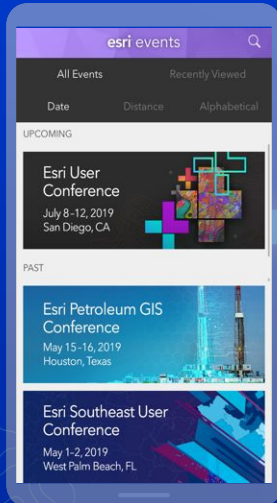 esri events
All Events Recently Viewed
Date Distance Alphabetical
UPCOMING
Esri User
Conference
July 8-12, 2019
San Diego, CA
PAST
Esri Petroleum GIS
Conference
May 15-16, 2019
Houston, Texas
Esri Southeast User
Conference
May 1-2, 2019
West Palm Beach, FL